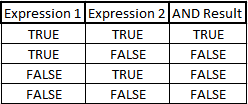 Expression 1 Expression 2 AND Result
TRUE TRUE TRUE
TRUE FALSE FALSE
FALSE TRUE FALSE
FALSE FALSE FALSE